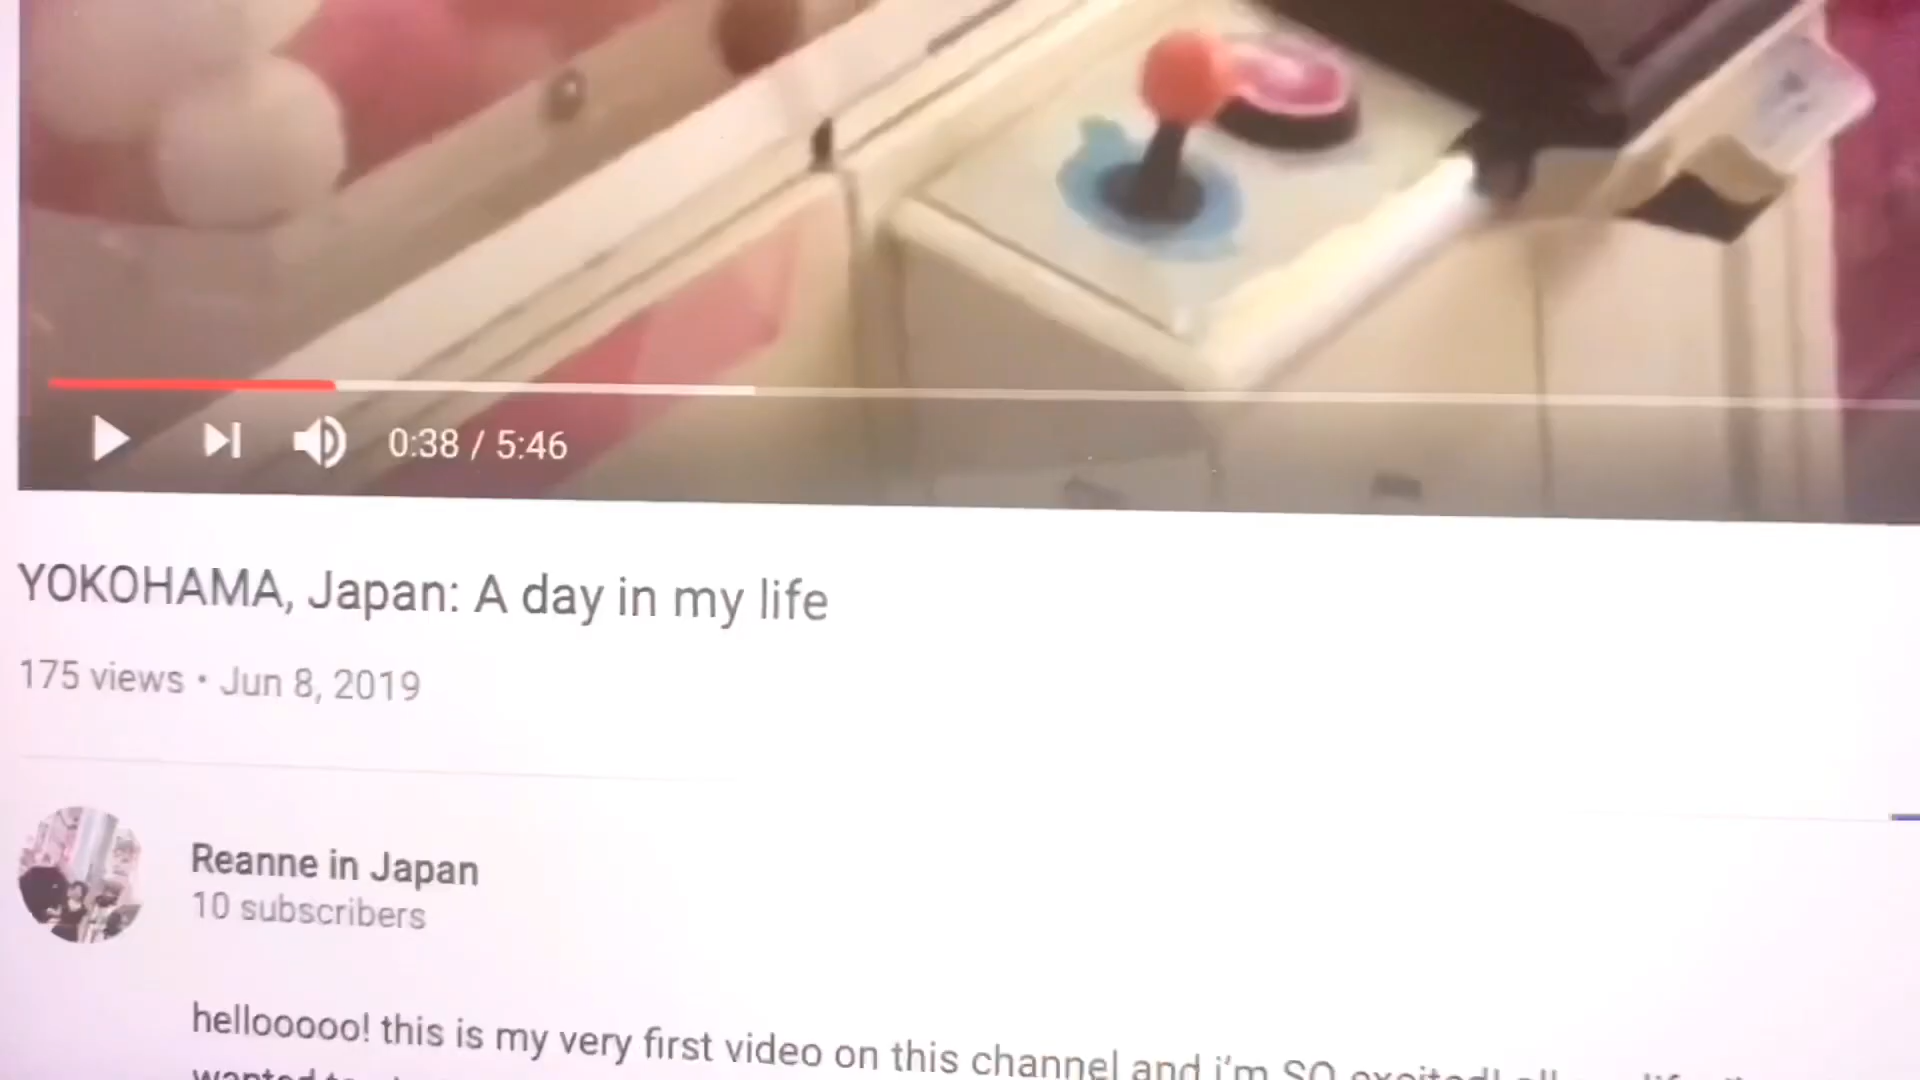 0:38 / 5:46
YOKOHAMA, Japan: A day in my life
175 views • Jun 8, 2019
Reanne in Japan
10 subscribers
hellooooo! this is my very first video on this channel and i'm SO excited!
wanted